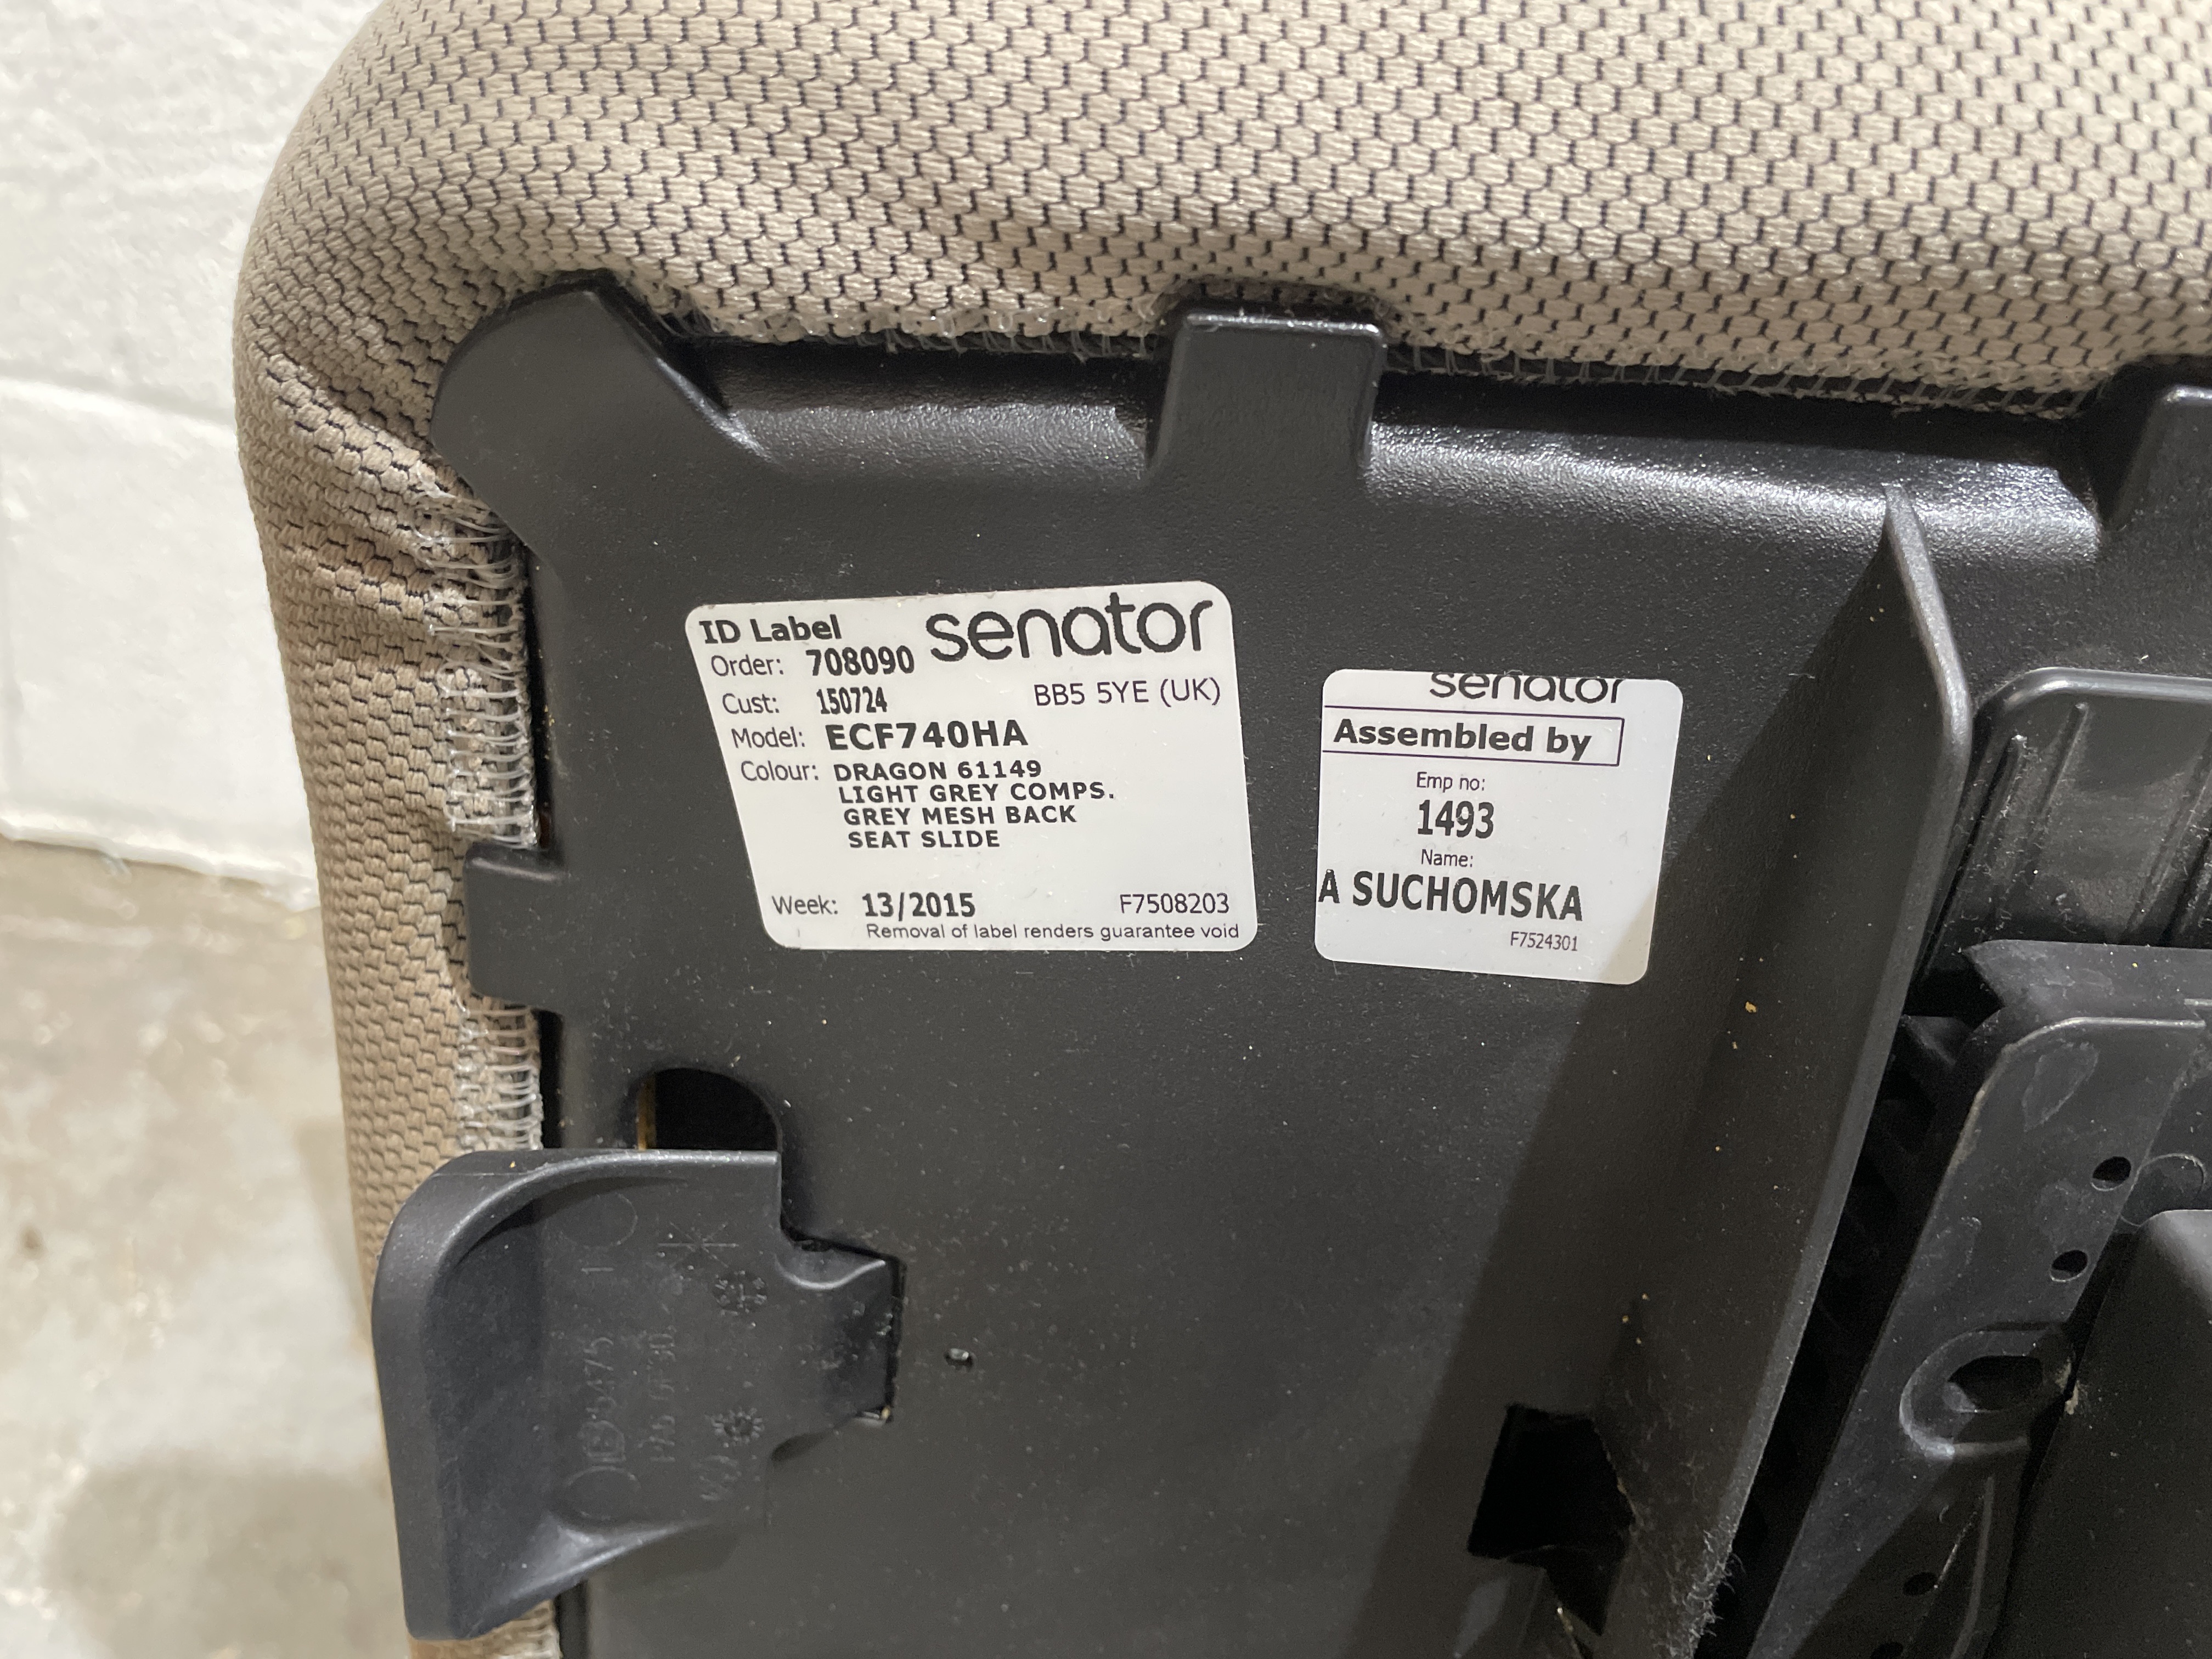 ID Label senator
Order: 708090
Cust: 150724 BB5 5YE (UK)
Model: ECF740HA
Colour: DRAGON 61149
LIGHT GREY COMPS.
GREY MESH BACK
SEAT SLIDE
Week: 13/2015 F7508203
Removal of label renders guarantee void
senator
Assembled by
Emp no:
1493
Name:
A SUCHOMSKA
F7524301